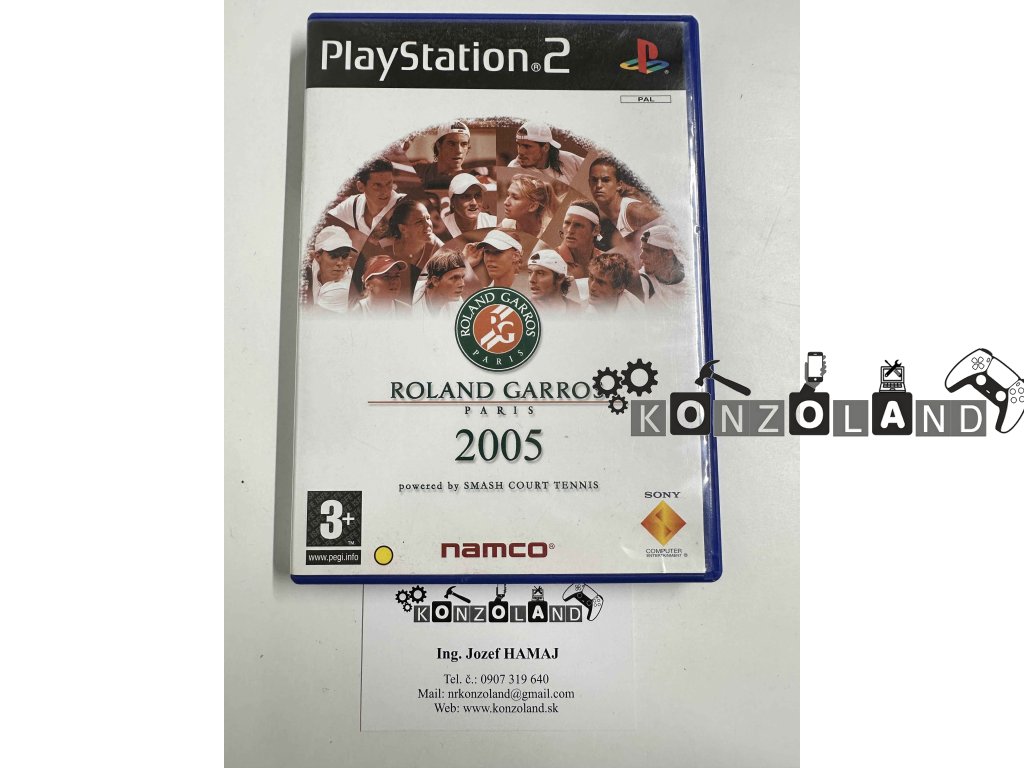 PlayStation®2
PAL
ROLAND GARROS
RG
PARIS
ROLAND GARROS
PARIS
2005
powered by SMASH COURT TENNIS
3+
TM
www.pegi.info
namco®
SONY
COMPUTER
ENTERTAINMENT®
KONZOLAND
KONZOLAND
Ing. Jozef HAMAJ
Tel. č.: 0907 319 640
Mail: nrkonzoland@gmail.com
Web: www.konzoland.sk